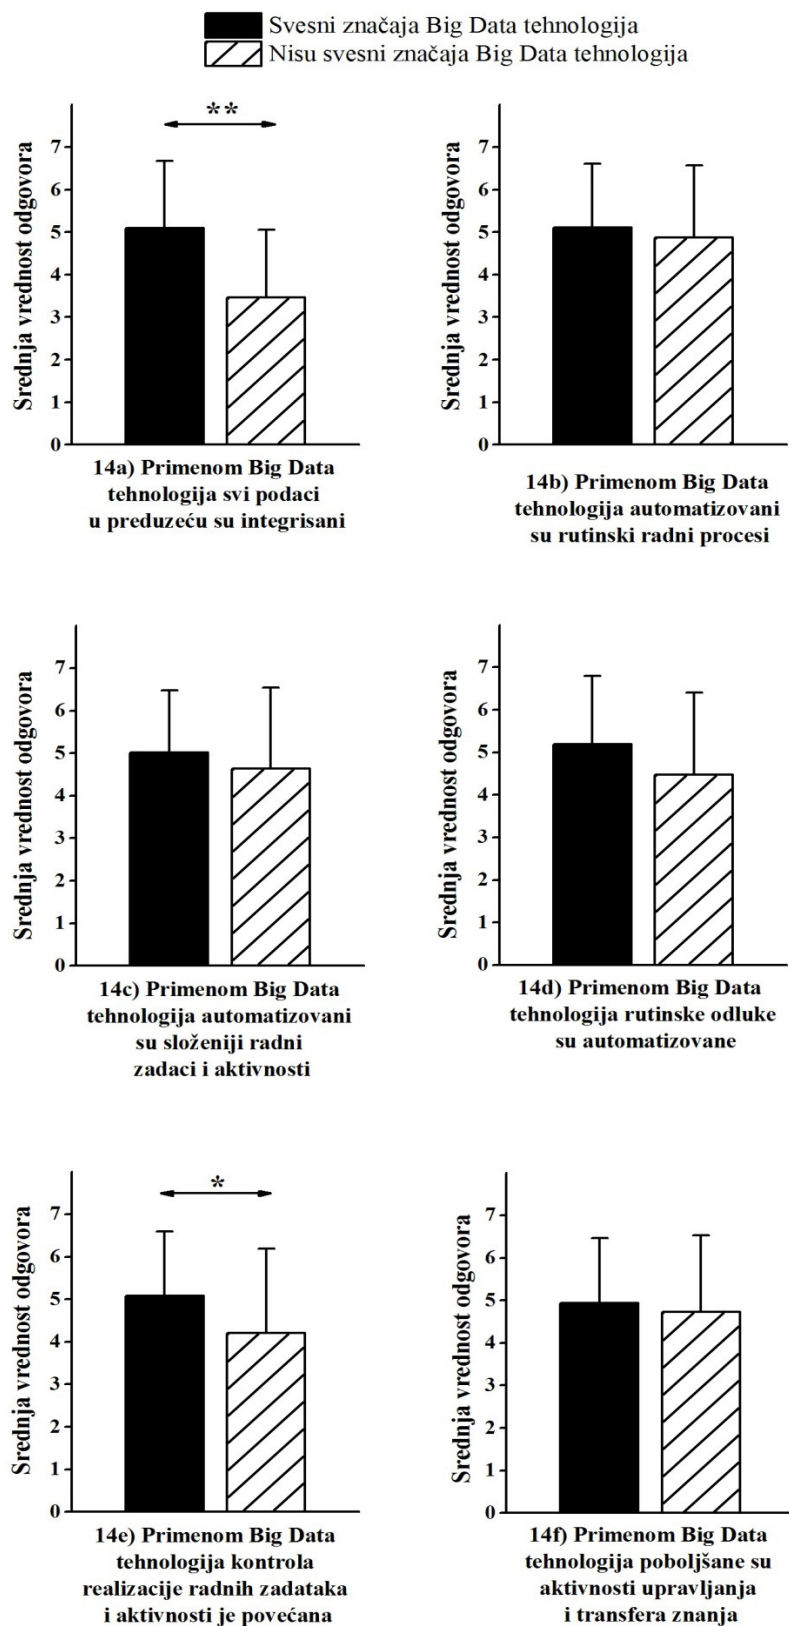 Svesni značaja Big Data tehnologija
Nisu svesni značaja Big Data tehnologija
**
Srednja vrednost odgovora
7
6
5
4
3
2
1
0
14a) Primenom Big Data
tehnologija svi podaci
u preduzeću su integrisani
Srednja vrednost odgovora
7
6
5
4
3
2
1
0
14b) Primenom Big Data
tehnologija automatizovani
su rutinski radni procesi
Srednja vrednost odgovora
7
6
5
4
3
2
1
0
14c) Primenom Big Data
tehnologija automatizovani
su složeniji radni
zadaci i aktivnosti
Srednja vrednost odgovora
7
6
5
4
3
2
1
0
14d) Primenom Big Data
tehnologija rutinske odluke
su automatizovane
*
Srednja vrednost odgovora
7
6
5
4
3
2
1
0
14e) Primenom Big Data
tehnologija kontrola
realizacije radnih zadataka
i aktivnosti je povećana
Srednja vrednost odgovora
7
6
5
4
3
2
1
0
14f) Primenom Big Data
tehnologija poboljšane su
aktivnosti upravljanja
i transfera znanja